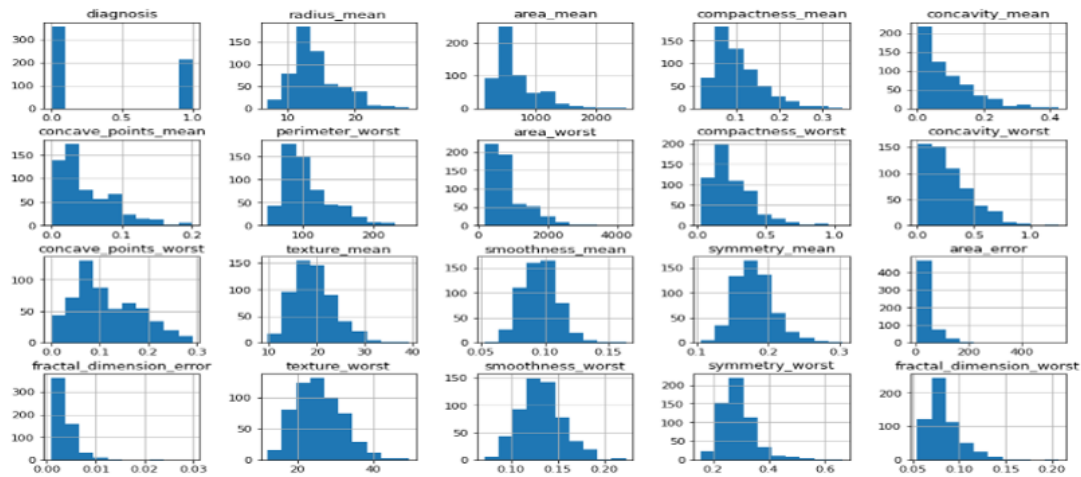 diagnosis radius_mean area_mean compactness_mean concavity_mean
300 200 100 0 150 100 50 0 200 100 0 150 100 50 0 200 150 100 50 0
0.0 0.5 1.0 10 20 1000 2000 0.1 0.2 0.3 0.0 0.2 0.4
concave_points_mean perimeter_worst area_worst compactness_worst concavity_worst
150 100 50 0 150 100 50 0 200 150 100 50 0 200 150 100 50 0 150 100 50 0
0.0 0.1 0.2 100 200 2000 4000 0.0 0.5 1.0 0.0 0.5 1.0
concave_points_worst texture_mean smoothness_mean symmetry_mean area_error
100 50 0 150 100 50 0 150 100 50 0 150 100 50 0 400 300 200 100 0
0.0 0.1 0.2 0.3 10 20 30 40 0.05 0.10 0.15 0.1 0.2 0.3 0 200 400
fractal_dimension_error texture_worst smoothness_worst symmetry_worst fractal_dimension_worst
300 200 100 0 100 50 0 150 100 50 0 200 150 100 50 0 200 100 0
0.00 0.01 0.02 0.03 20 40 0.10 0.15 0.20 0.2 0.4 0.6 0.05 0.10 0.15 0.20